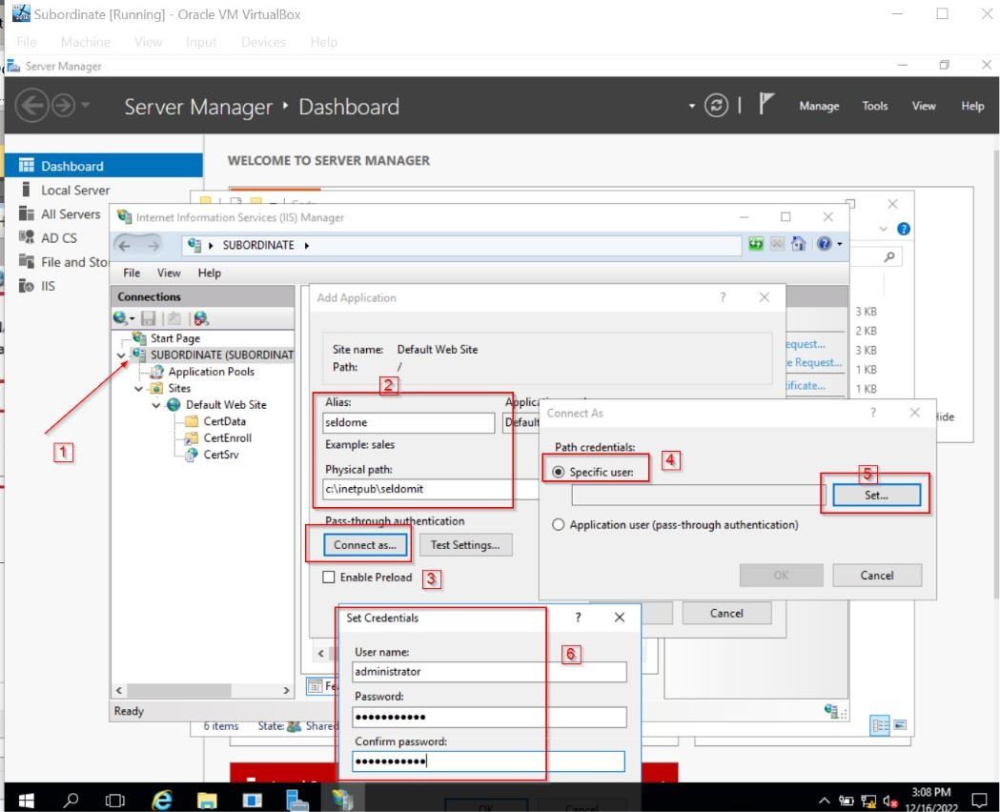 Subordinate [Running] - Oracle VM VirtualBox
File Machine View Input Devices Help
Server Manager
Server Manager • Dashboard
Manage Tools View Help
Dashboard
Local Server
All Servers
AD CS
File and Sto
IIS
WELCOME TO SERVER MANAGER
Internet Information Services (IIS) Manager
SUBORDINATE
File View Help
Connections
Start Page
SUBORDINATE (SUBORDINAT
Application Pools
Sites
Default Web Site
CertData
CertEnroll
CertSrv
1
Add Application
Site name: Default Web Site
Path: /
2
Alias:
seldome
Example: sales
Physical path:
c:\inetpub\seldomit
Applic
Default
Pass-through authentication
Connect as... Test Settings...
Enable Preload
3
Cancel
equest...
e Request...
tificate...
3 KB
2 KB
3 KB
1 KB
1 KB
ide
Connect As
Path credentials:
Specific user:
4
5
Set...
Application user (pass-through authentication)
OK Cancel
Set Credentials
6
User name:
administrator
Password:
●●●●●●●●●●●
Confirm password:
●●●●●●●●●●●
OK Cancel
Fea
Ready
6 items State: Shared
3:08 PM
12/16/2022